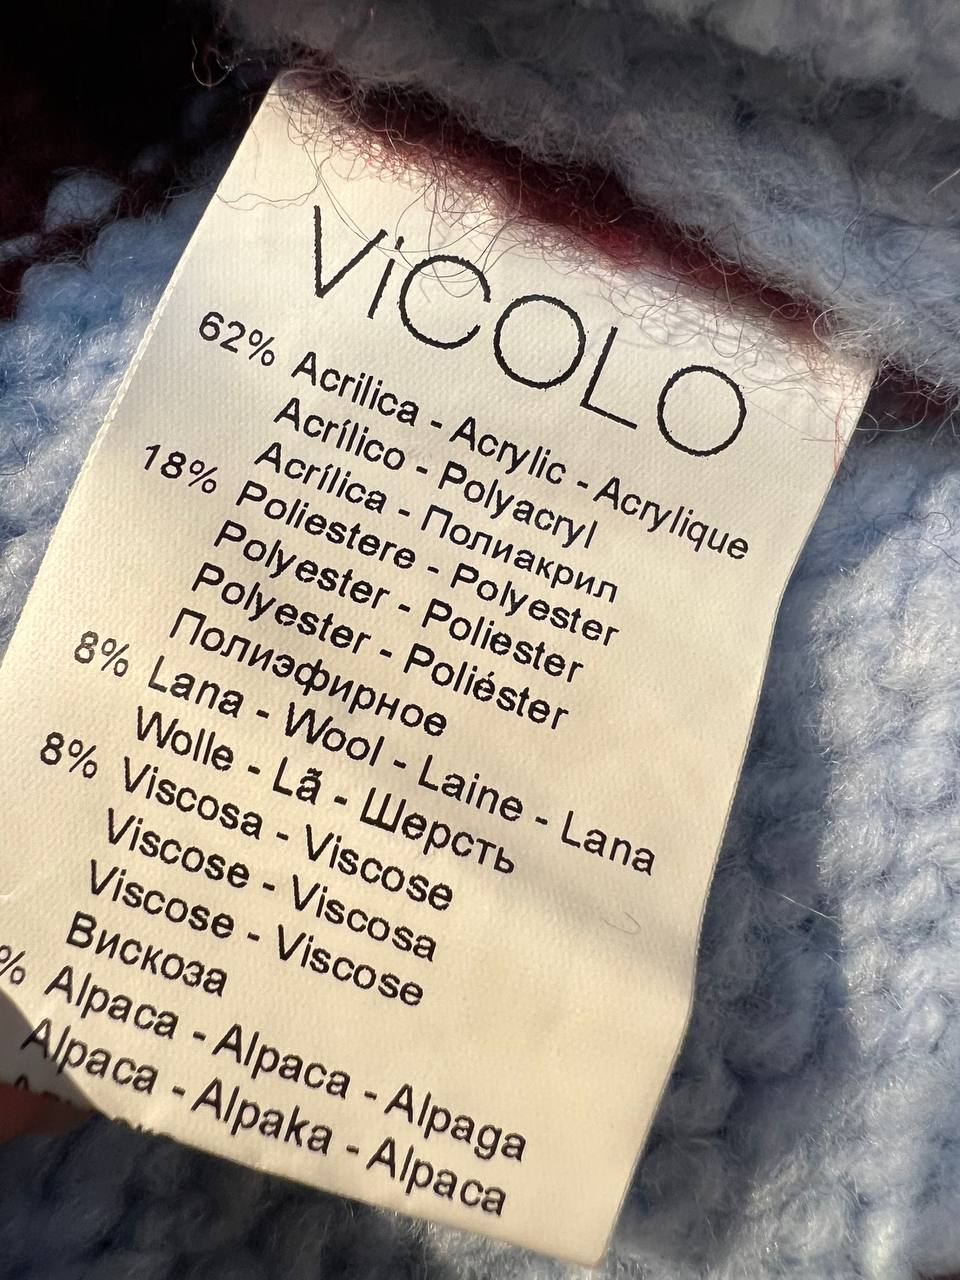 ViCOLO
62% Acrilica - Acrylic - Acrylique
Acrílico - Polyacryl
Acrílica - Полиакрил
18% Poliestere - Polyester
Polyester - Poliester
Polyester - Poliéster
Полиэфирное
8% Lana - Wool - Laine - Lana
Wolle - Lã - Шерсть
8% Viscosa - Viscose
Viscose - Viscosa
Viscose - Viscose
Вискоза
% Alpaca - Alpaca - Alpaga
Alpaca - Alpaka - Alpaca